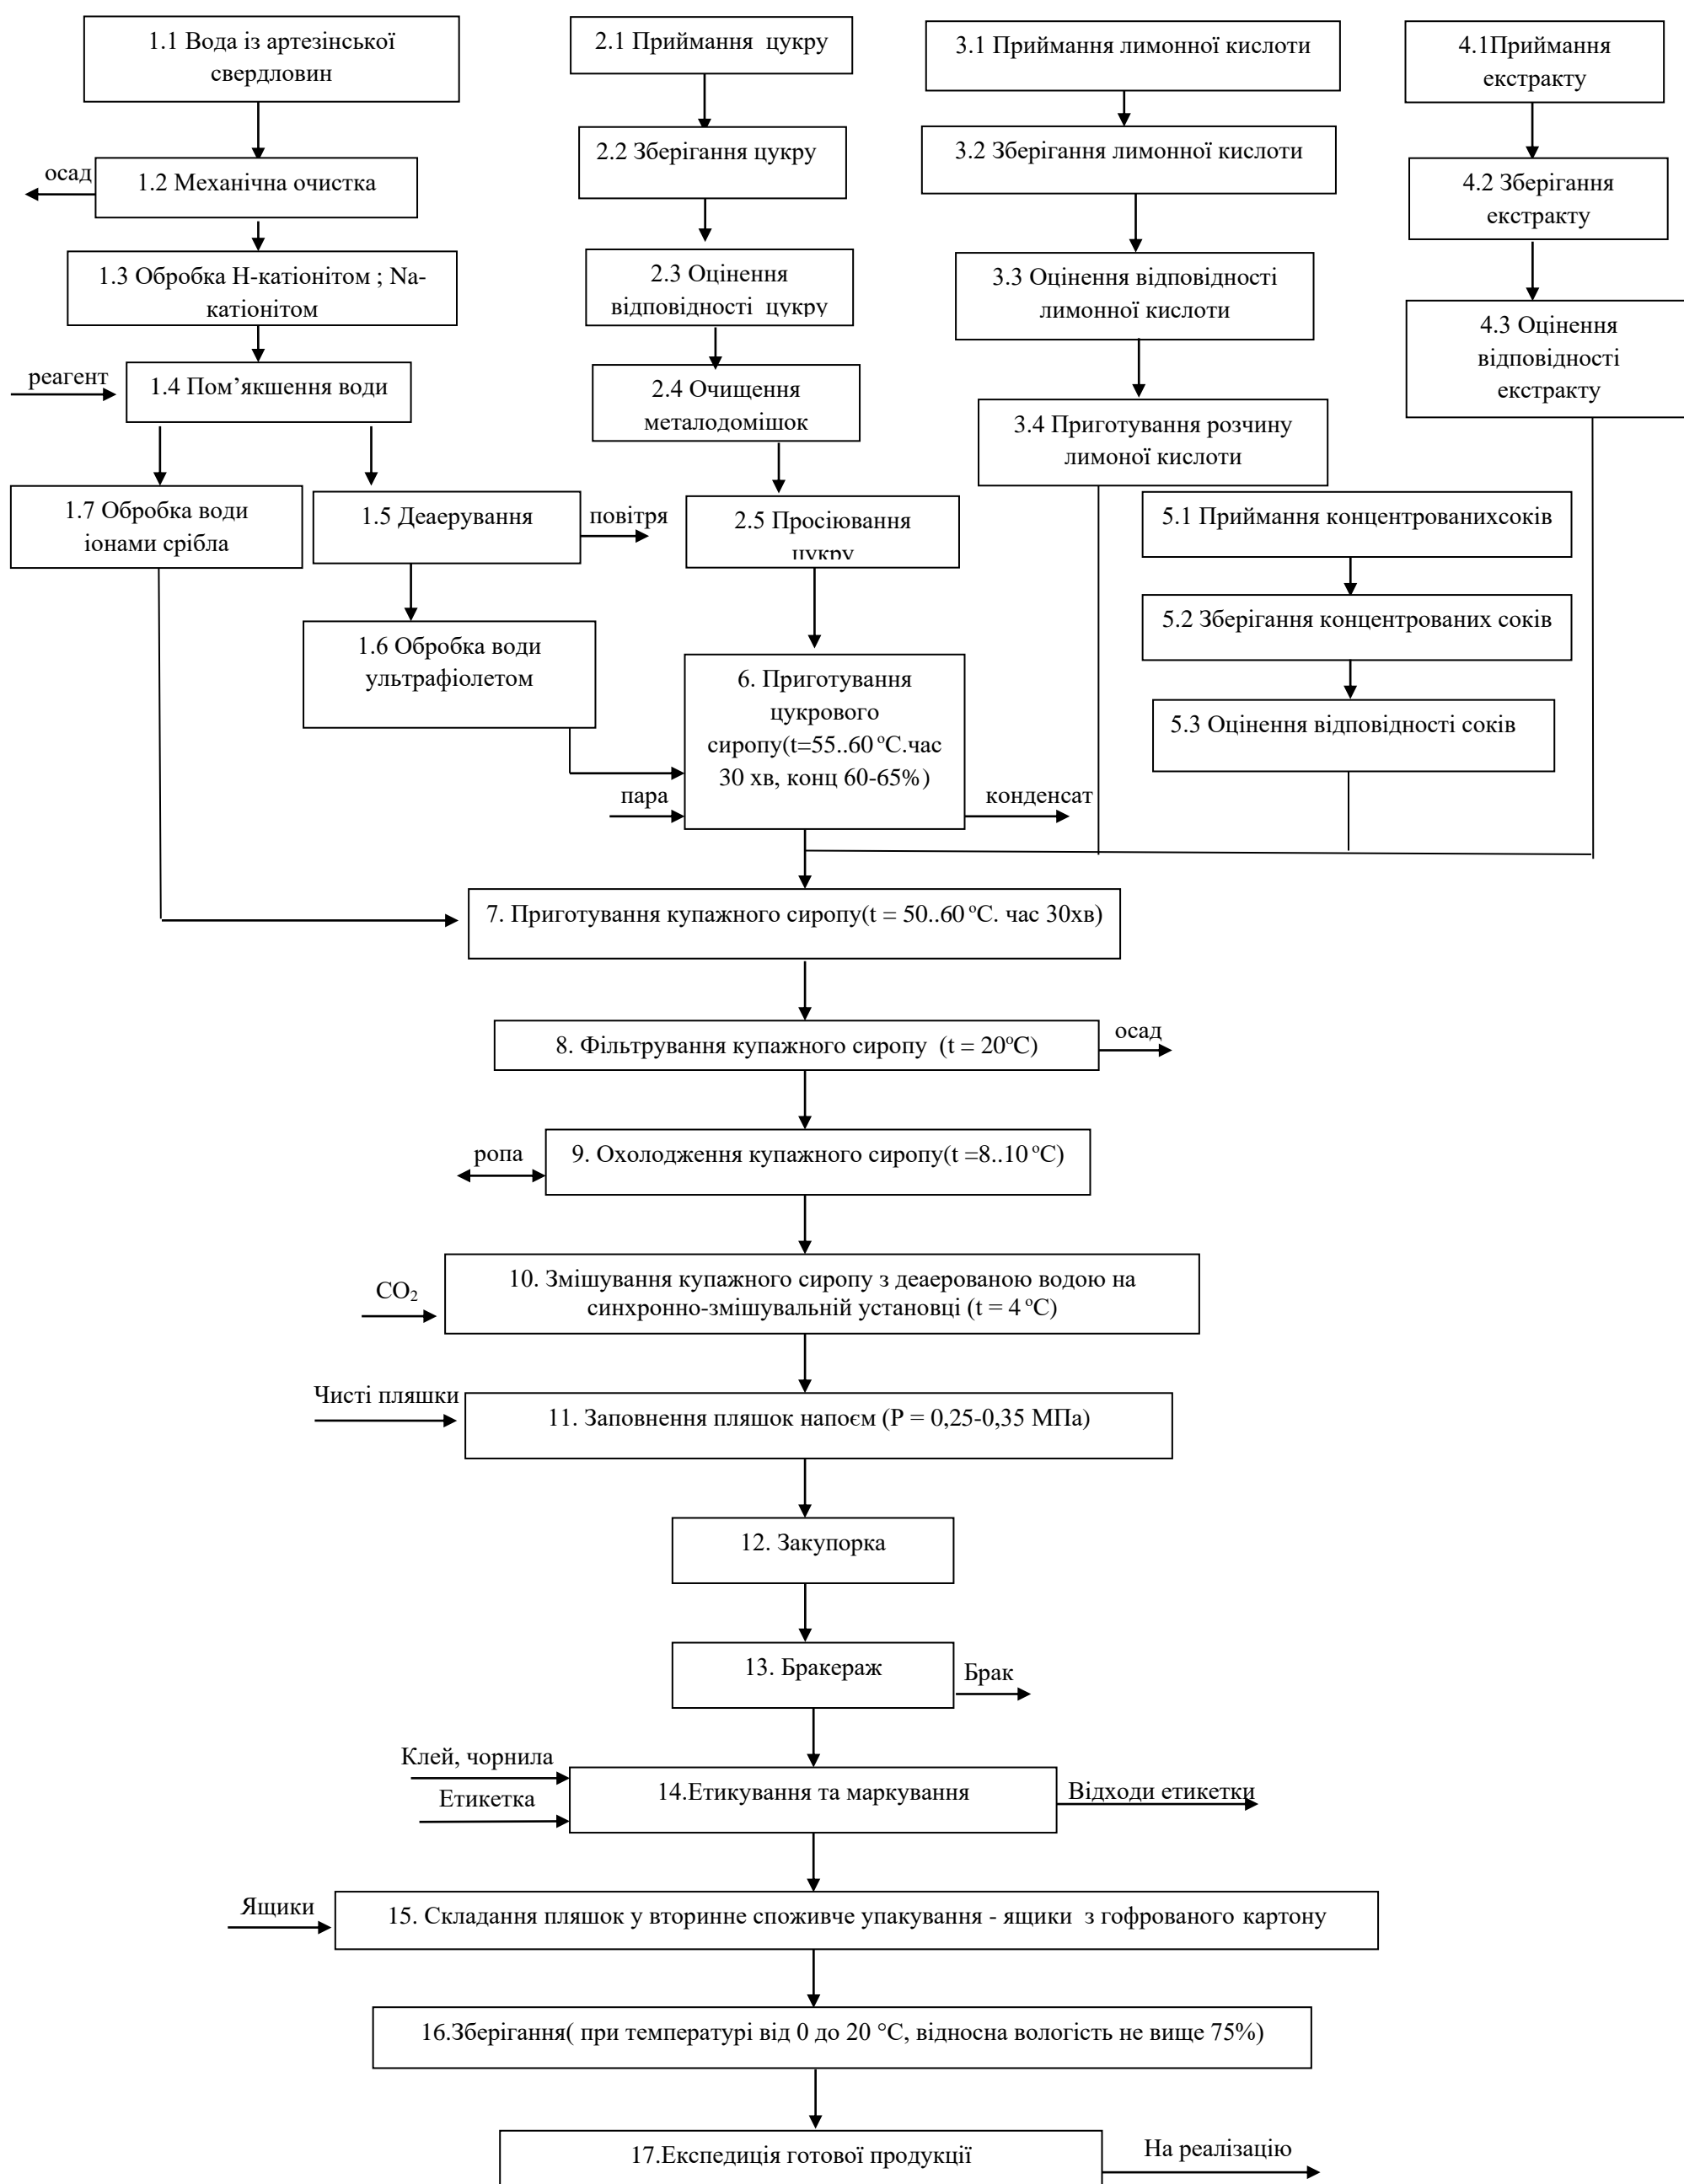 1.1 Вода із артезінської
свердловин
2.1 Приймання цукру
3.1 Приймання лимонної кислоти
4.1Приймання
екстракту
осад
1.2 Механічна очистка
2.2 Зберігання цукру
3.2 Зберігання лимонної кислоти
4.2 Зберігання
екстракту
1.3 Обробка Н-катіонітом ; Na-
катіонітом
2.3 Оцінення
відповідності цукру
3.3 Оцінення відповідності
лимонної кислоти
4.3 Оцінення
відповідності
екстракту
реагент
1.4 Пом’якшення води
2.4 Очищення
металодомішок
3.4 Приготування розчину
лимоної кислоти
1.7 Обробка води
іонами срібла
1.5 Деаерування
повітря
2.5 Просіювання
цукру
5.1 Приймання концентрованихсоків
1.6 Обробка води
ультрафіолетом
5.2 Зберігання концентрованих соків
6. Приготування
цукрового
сиропу(t=55..60 ºС.час
30 хв, конц 60-65%)
5.3 Оцінення відповідності соків
пара
конденсат
7. Приготування купажного сиропу(t = 50..60 ºС. час 30хв)
8. Фільтрування купажного сиропу (t = 20ºС)
осад
ропа
9. Охолодження купажного сиропу(t =8..10 ºС)
СО₂
10. Змішування купажного сиропу з деаерованою водою на
синхронно-змішувальній установці (t = 4 ºС)
Чисті пляшки
11. Заповнення пляшок напоєм (Р = 0,25-0,35 МПа)
12. Закупорка
13. Бракераж
Брак
Клей, чорнила
Етикетка
14.Етикування та маркування
Відходи етикетки
Ящики
15. Складання пляшок у вторинне споживче упакування - ящики з гофрованого картону
16.Зберігання( при температурі від 0 до 20 °С, відносна вологість не вище 75%)
17.Експедиція готової продукції
На реалізацію